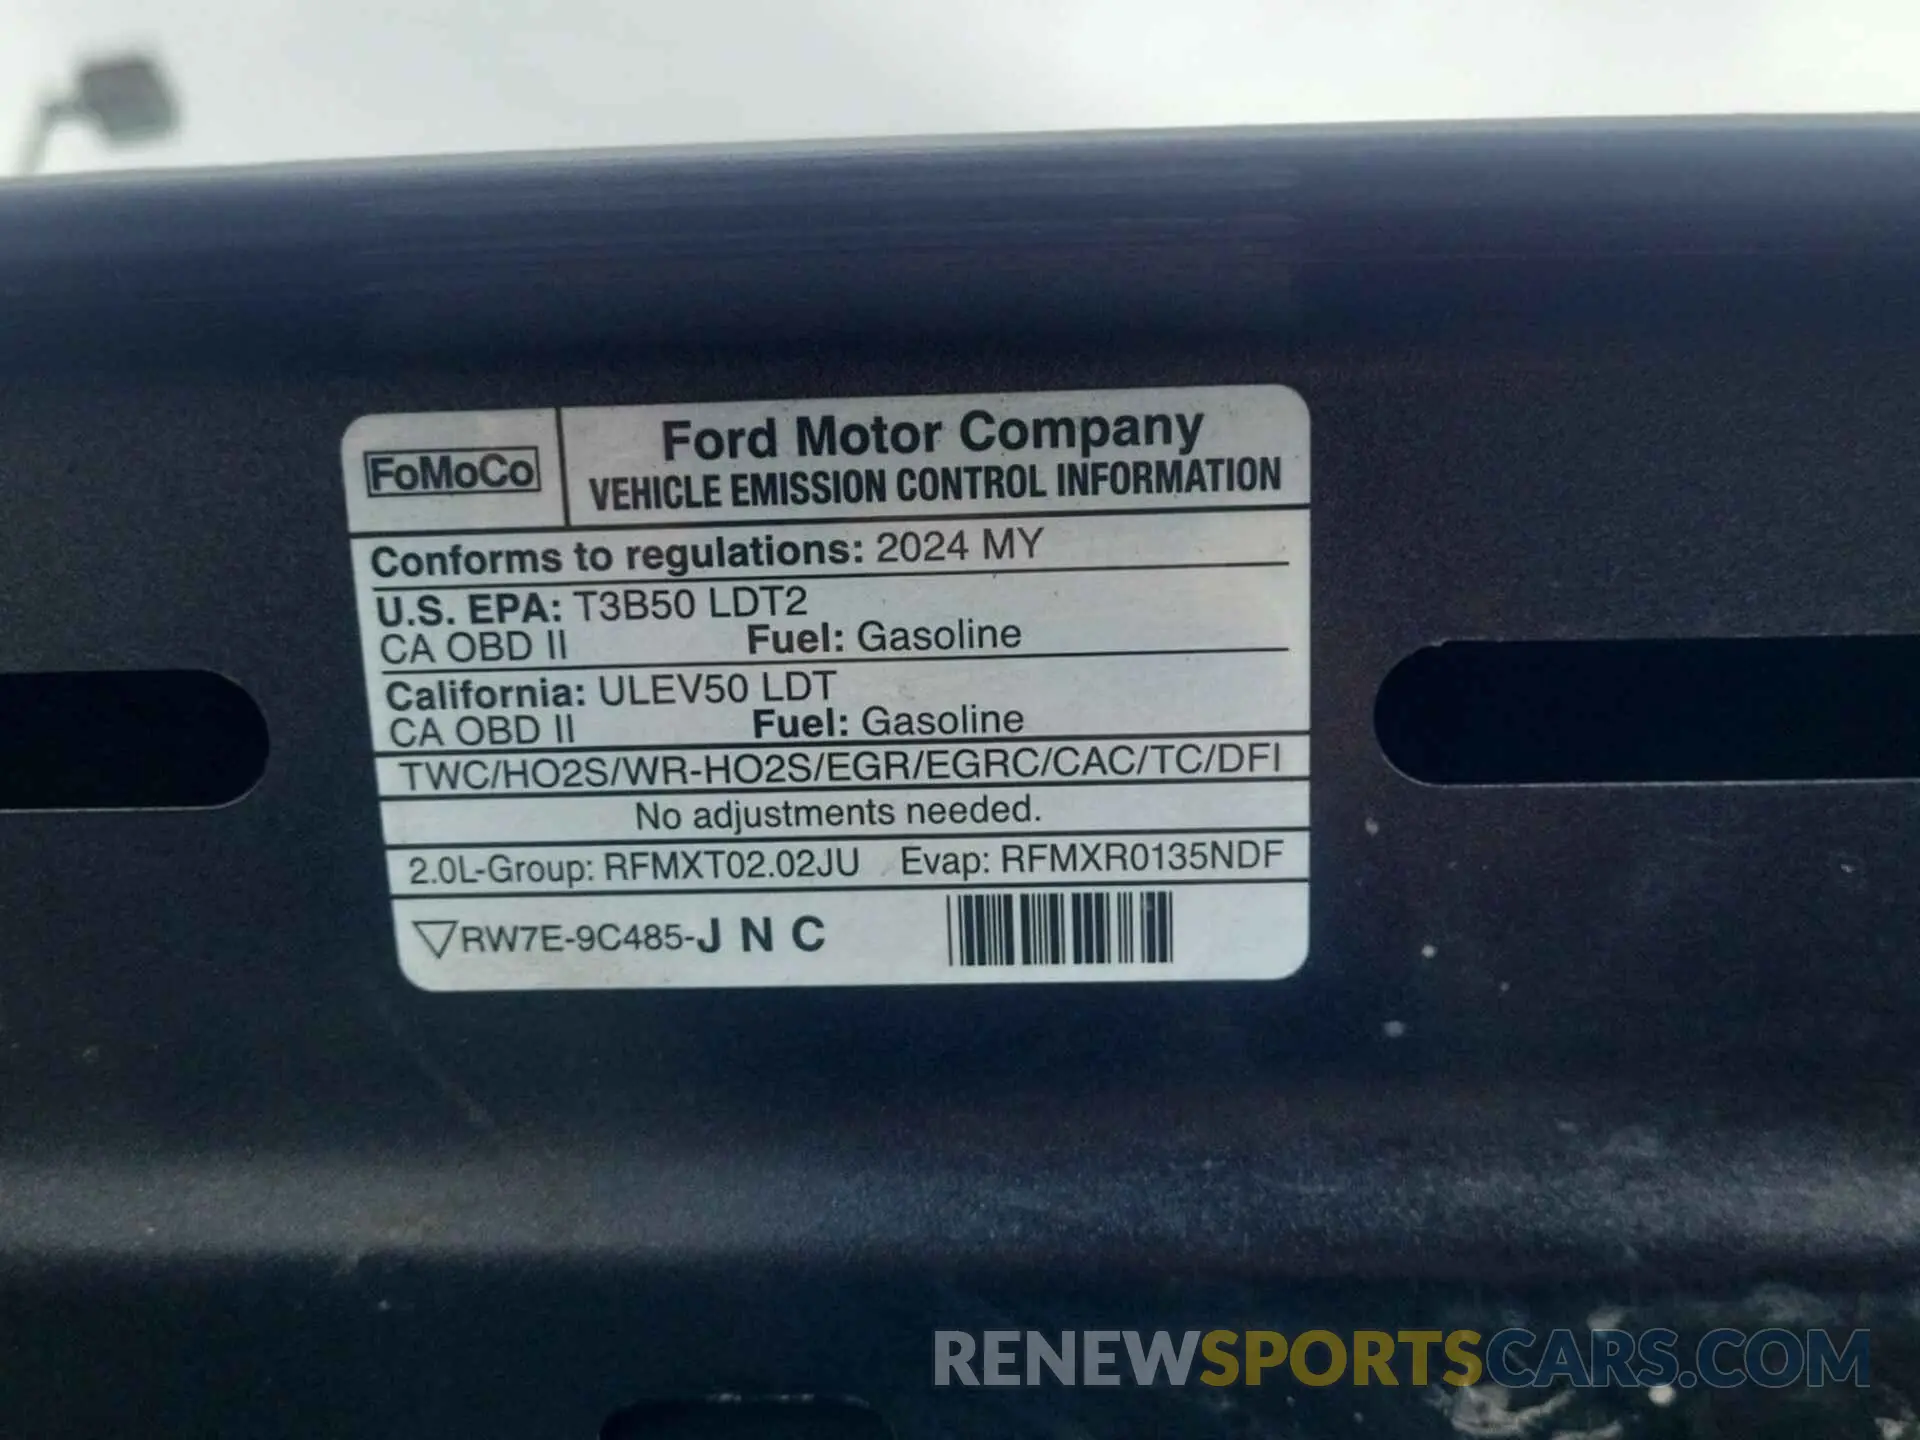 FoMoCo
Ford Motor Company
VEHICLE EMISSION CONTROL INFORMATION
Conforms to regulations: 2024 MY
U.S. EPA: T3B50 LDT2
CA OBD II Fuel: Gasoline
California: ULEV50 LDT
CA OBD II Fuel: Gasoline
TWC/HO2S/WR-HO2S/EGR/EGRC/CAC/TC/DFI
No adjustments needed.
2.0L-Group: RFMXT02.02JU Evap: RFMXR0135NDF
RW7E-9C485-J N C
RENEWSPORTSCARS.COM